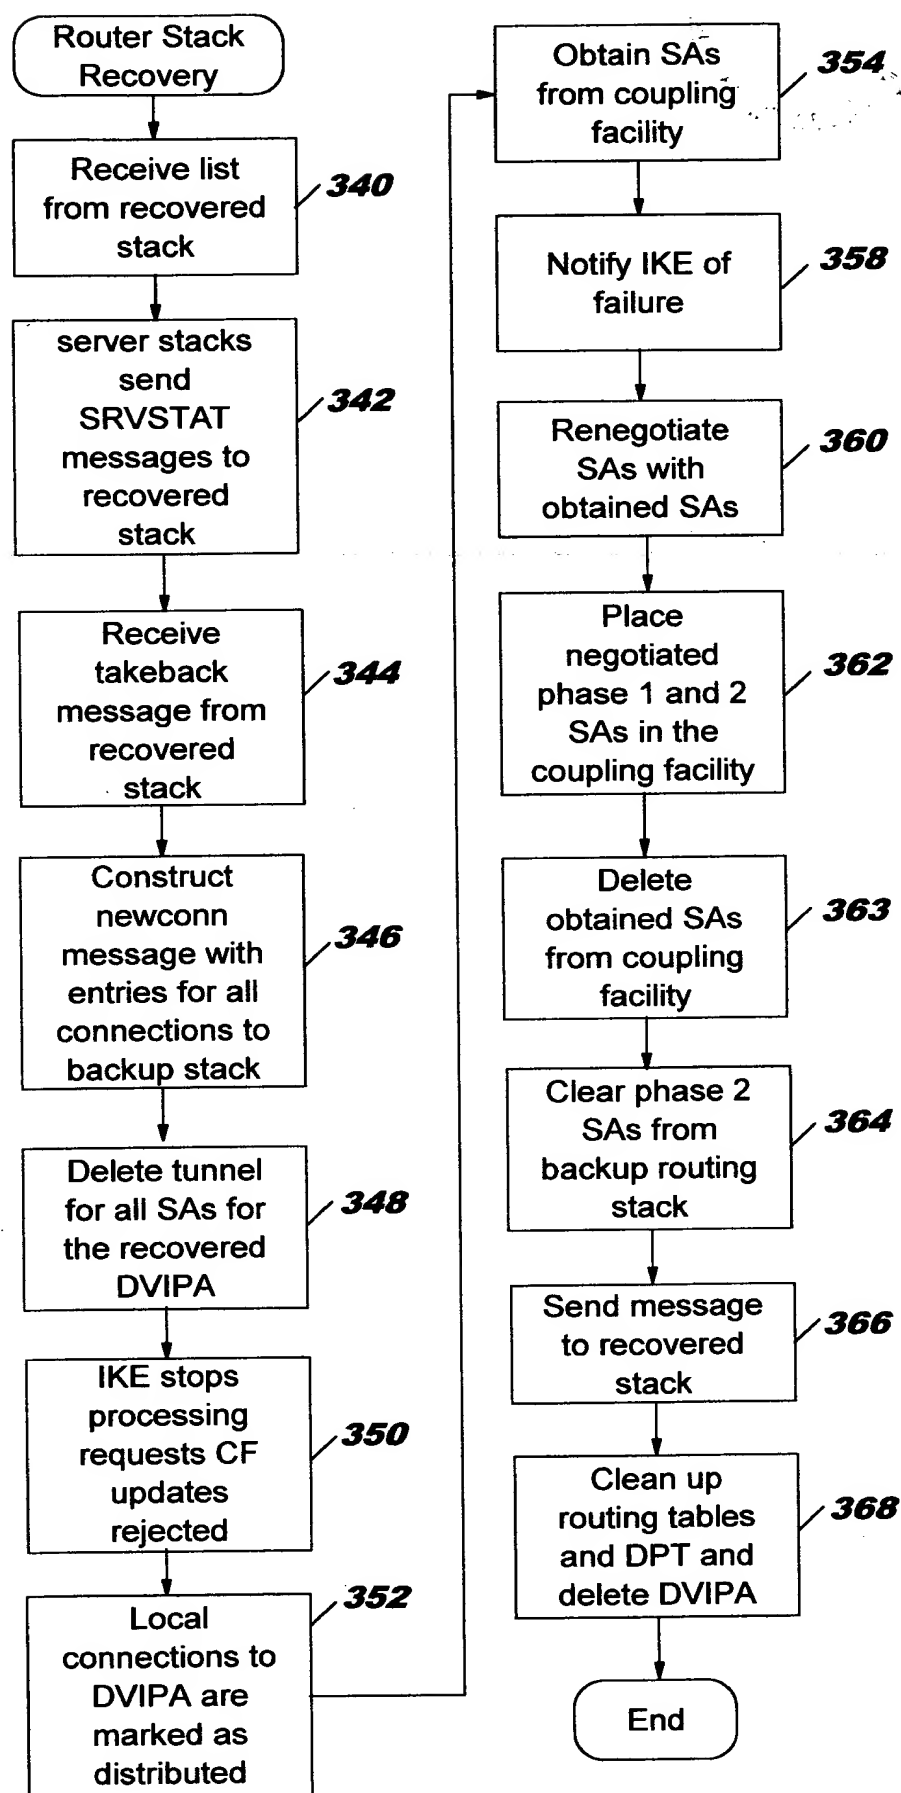 Router Stack
Recovery
Receive list
from recovered
stack
340
server stacks
send
SRVSTAT
messages to
recovered
stack
342
Receive
takeback
message from
recovered
stack
344
Construct
newconn
message with
entries for all
connections to
backup stack
346
Delete tunnel
for all SAs for
the recovered
DVIPA
348
IKE stops
processing
requests CF
updates
rejected
350
Local
connections to
DVIPA are
marked as
distributed
352
Obtain SAs
from coupling
facility
354
Notify IKE of
failure
358
Renegotiate
SAs with
obtained SAs
360
Place
negotiated
phase 1 and 2
SAs in the
coupling facility
362
Delete
obtained SAs
from coupling
facility
363
Clear phase 2
SAs from
backup routing
stack
364
Send message
to recovered
stack
366
Clean up
routing tables
and DPT and
delete DVIPA
368
End